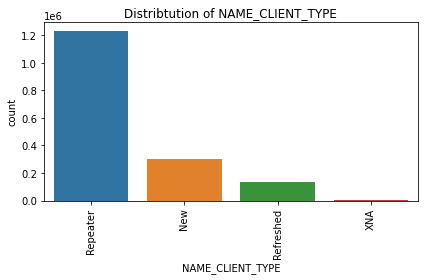 Distribtution of NAME_CLIENT_TYPE
1e6
1.2
1.0
0.8
0.6
0.4
0.2
0.0
count
Repeater
New
Refreshed
XNA
NAME_CLIENT_TYPE